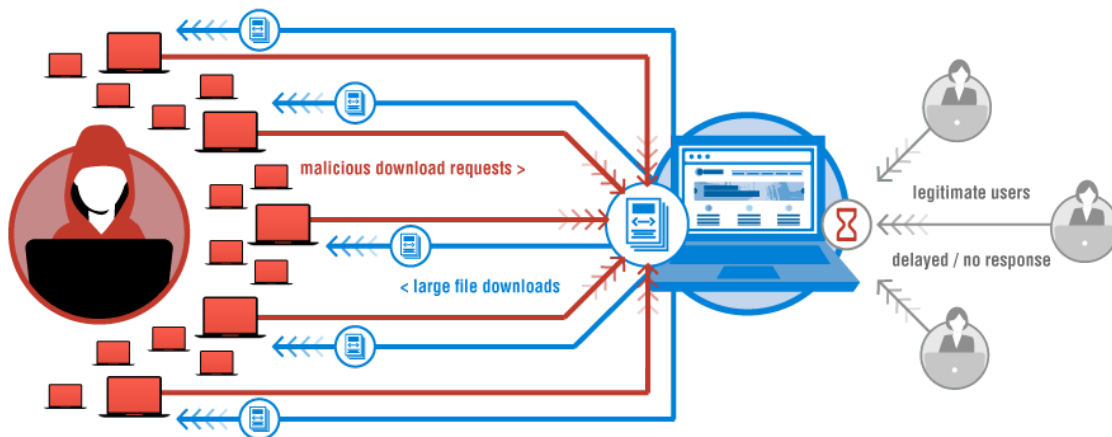 malicious download requests >
< large file downloads
legitimate users
delayed / no response